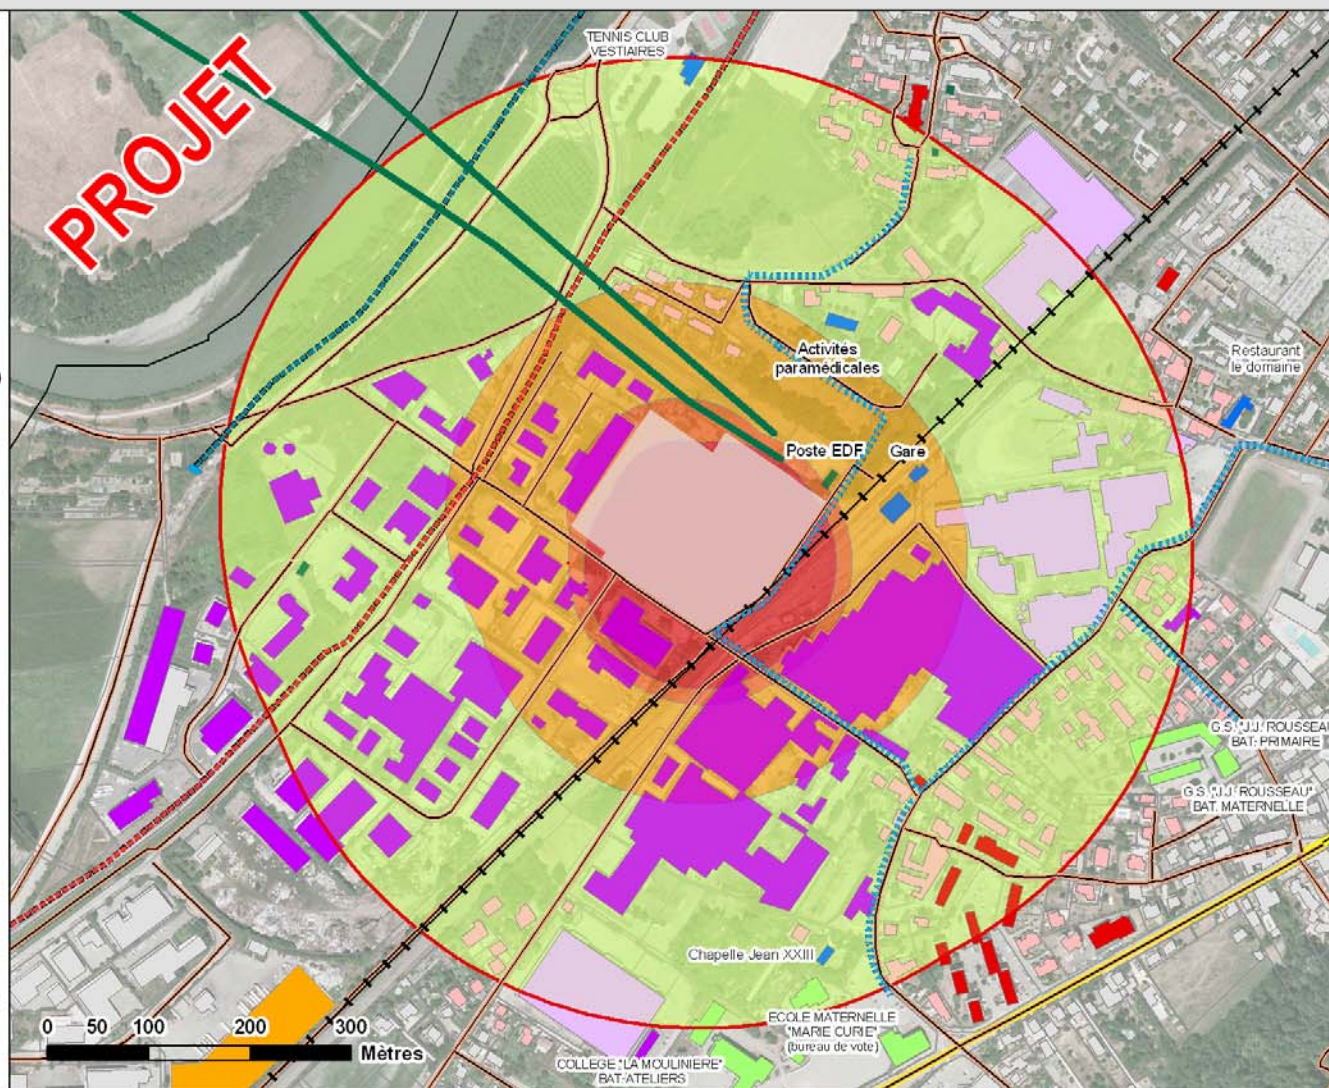 TENNIS CLUB
VESTIAIRES
PROJET
Activités
paramédicales
Restaurant
le domaine
Poste EDF
Gare
G.S. "J.J. ROUSSEAU
BAT. PRIMAIRE
G.S. "J.J. ROUSSEAU"
BAT. MATERNELLE
Chapelle Jean XXIII
ECOLE MATERNELLE
"MARIE CURIE"
(bureau de vote)
0 50 100 200 300
Mètres
COLLEGE "LA MOULINIERE"
BAT-ATELIERS